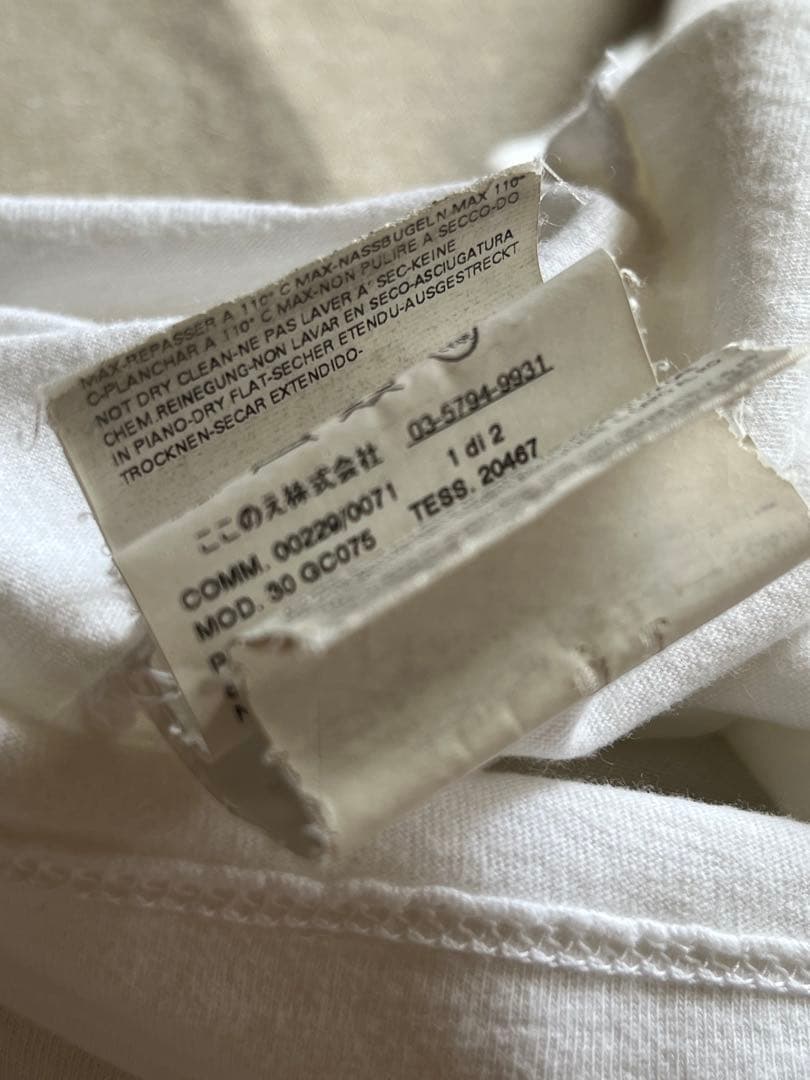 MAX-REPASSER A 110° C MAX-NASSBÜGELN MAX 110°
C-PLANCHAR A 110° C MAX-NON PULIRE A SECCO-DO
NOT DRY CLEAN-NE PAS LAVER A' SEC-KEINE
CHEM.REINEGUNG-NON LAVAR EN SECO-ASCIUGATURA
IN PIANO-DRY FLAT-SECHER ETENDU-AUSGESTRECKT
TROCKNEN-SECAR EXTENDIDO-
ここのえ株式会社 03-5794-9931
COMM. 00229/0071 1 di 2
MOD. 30 GC075 TESS. 20467